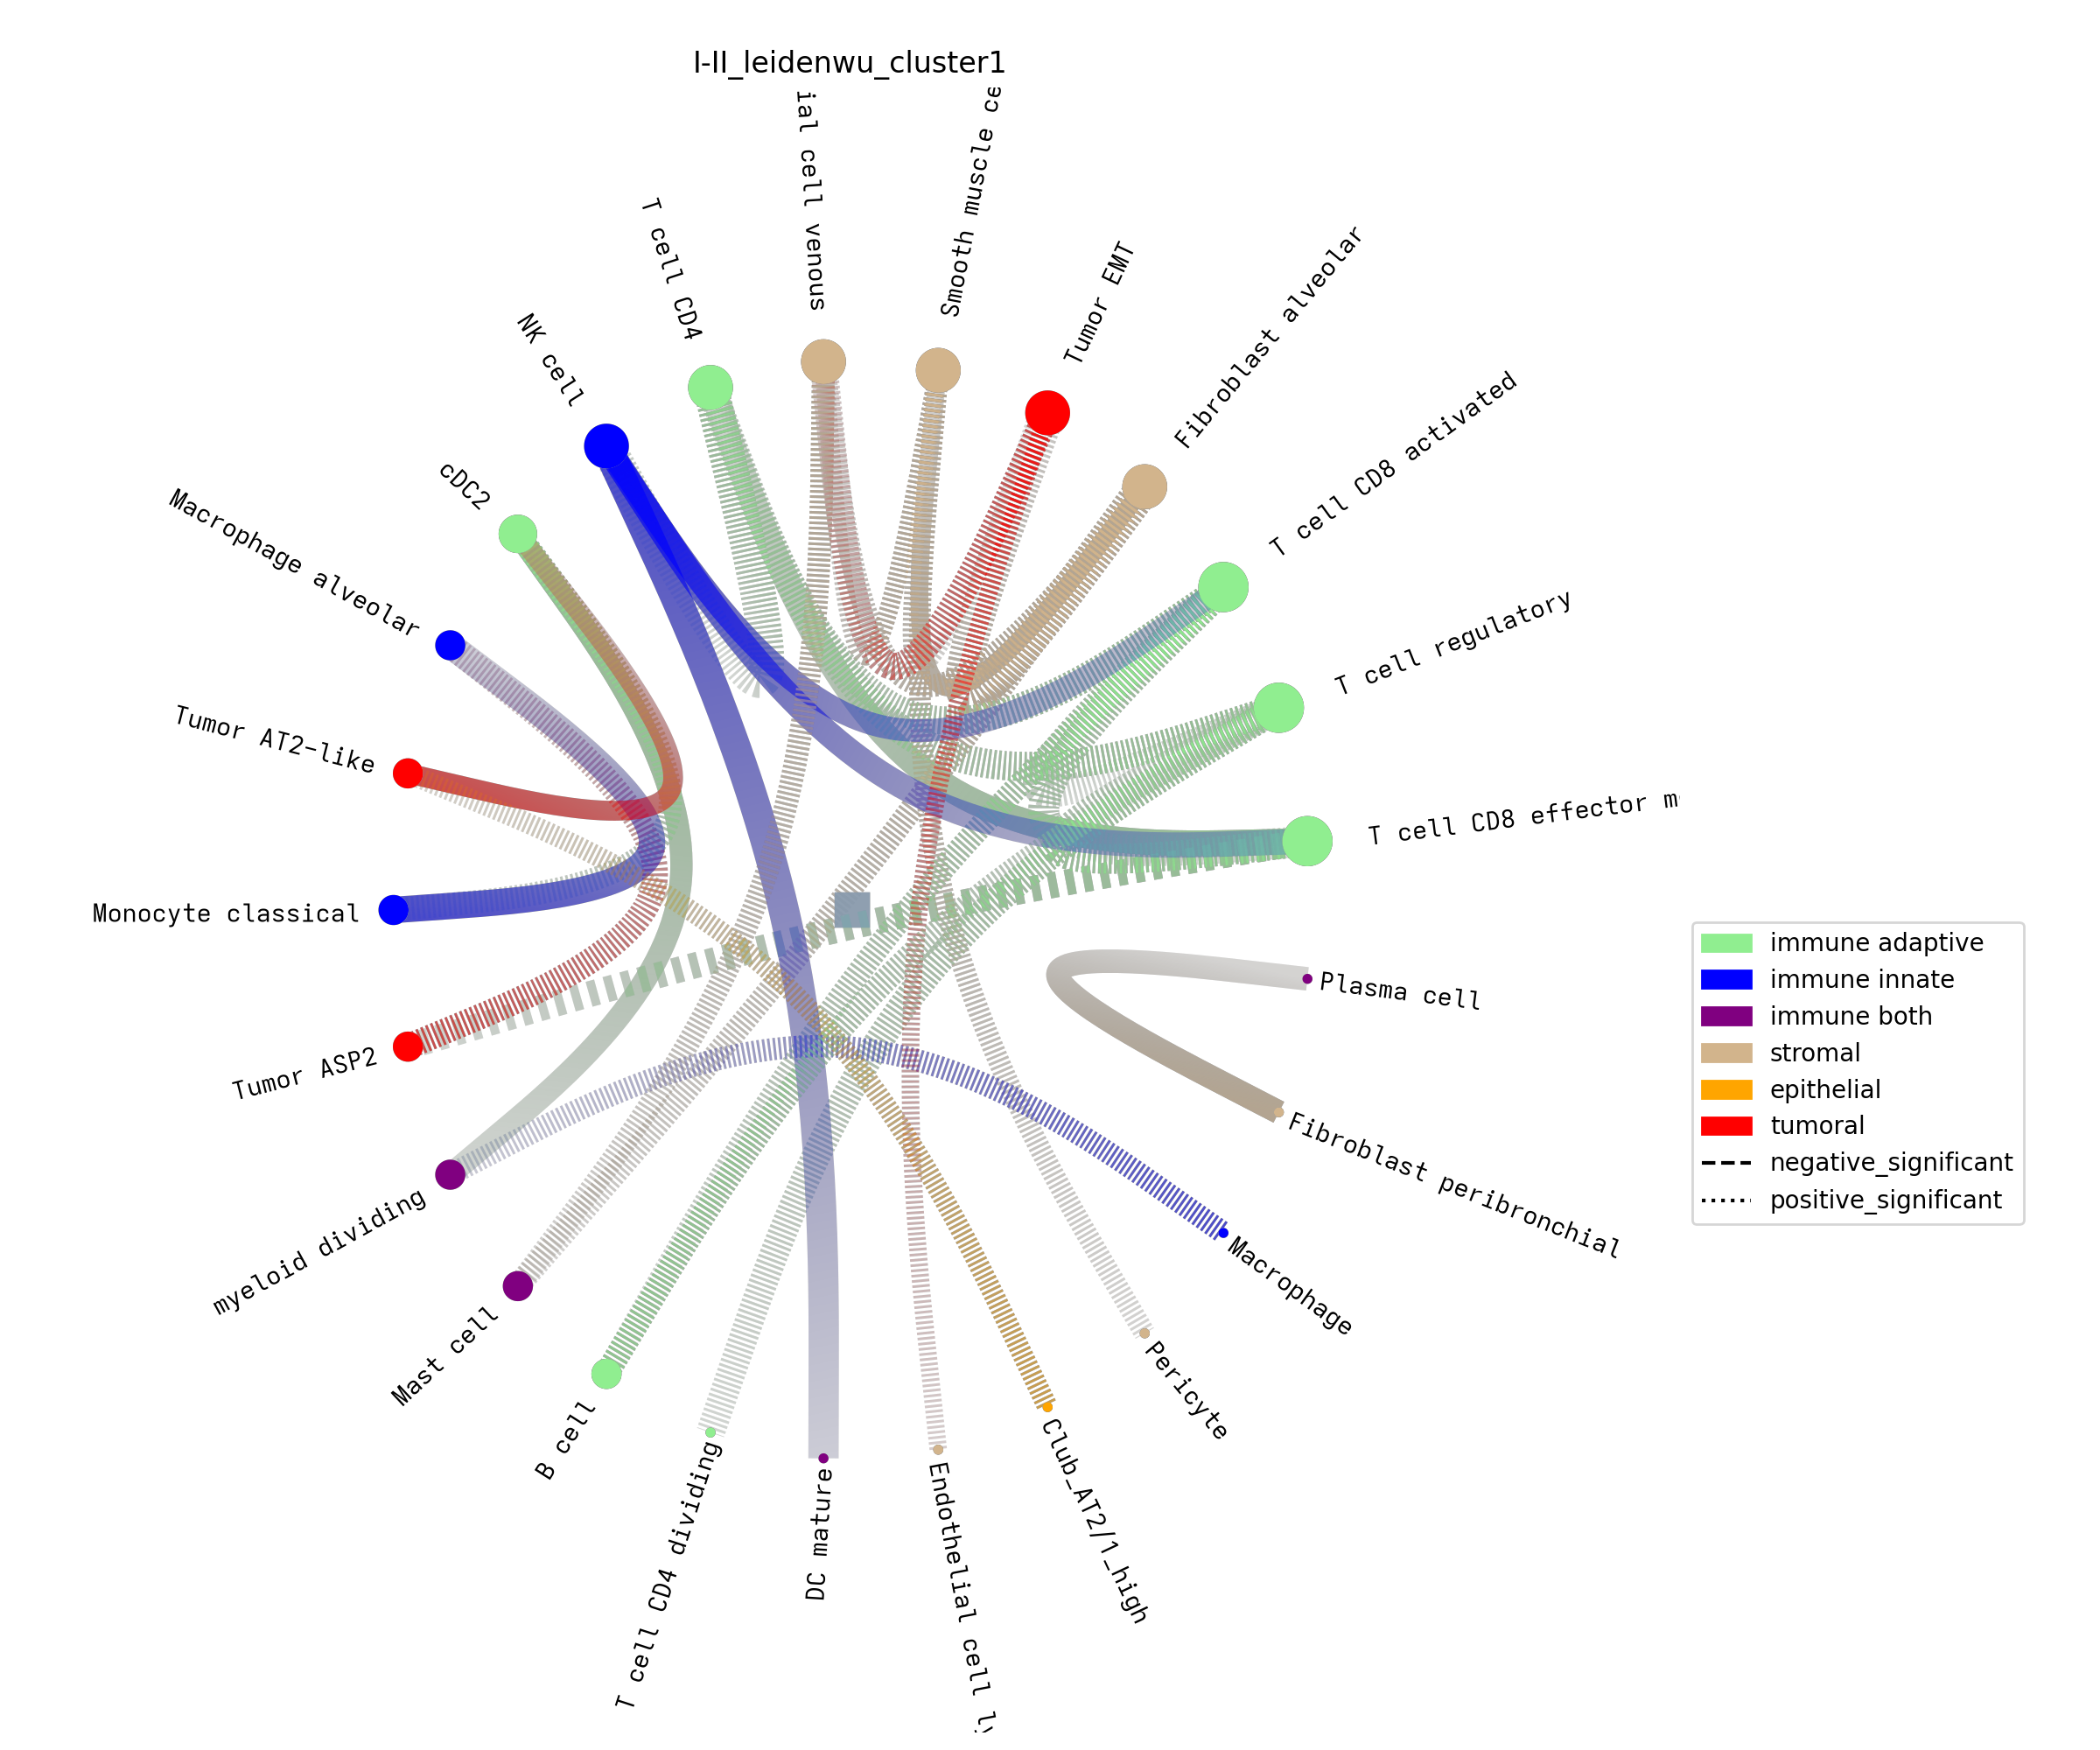 I-II_leidenwu_cluster1
ial cell venous
Smooth muscle ce
T cell CD4
Tumor EMT
Fibroblast alveolar
NK cell
T cell CD8 activated
cDC2
T cell regulatory
Macrophage alveolar
Tumor AT2-like
T cell CD8 effector m
Monocyte classical
Plasma cell
Tumor ASP2
Fibroblast peribronchial
myeloid dividing
Macrophage
Mast cell
Pericyte
B cell
Club_AT2/1_high
T cell CD4 dividing
DC mature
Endothelial cell ly
immune adaptive
immune innate
immune both
stromal
epithelial
tumoral
negative_significant
positive_significant